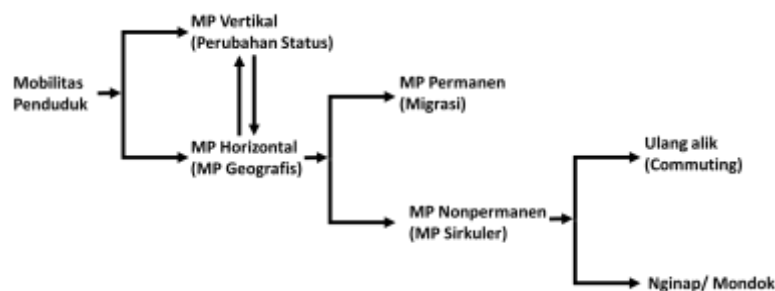 MP Vertikal
(Perubahan Status)
Mobilitas
Penduduk
MP Horizontal
(MP Geografis)
MP Permanen
(Migrasi)
MP Nonpermanen
(MP Sirkuler)
Ulang alik
(Commuting)
Nginap/ Mondok